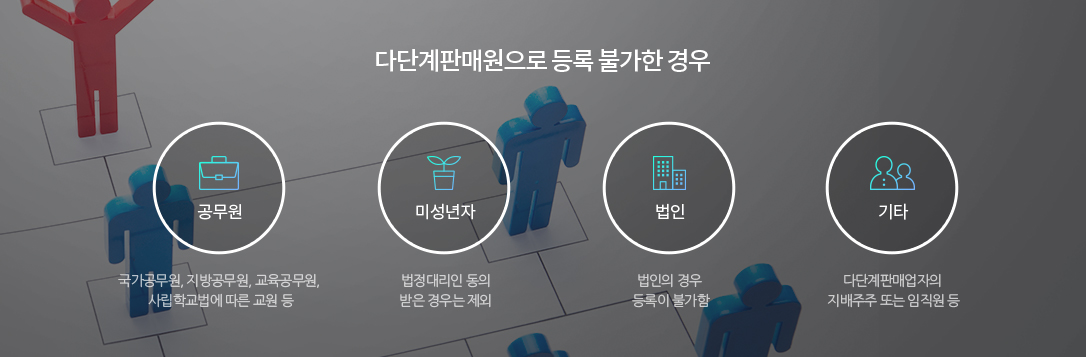 다단계판매원으로 등록 불가한 경우
공무원
국가공무원, 지방공무원, 교육공무원,
사립학교법에 따른 교원 등
미성년자
법정대리인 동의
받은 경우는 제외
법인
법인의 경우
등록이 불가함
기타
다단계판매업자의
지배주주 또는 임직원 등